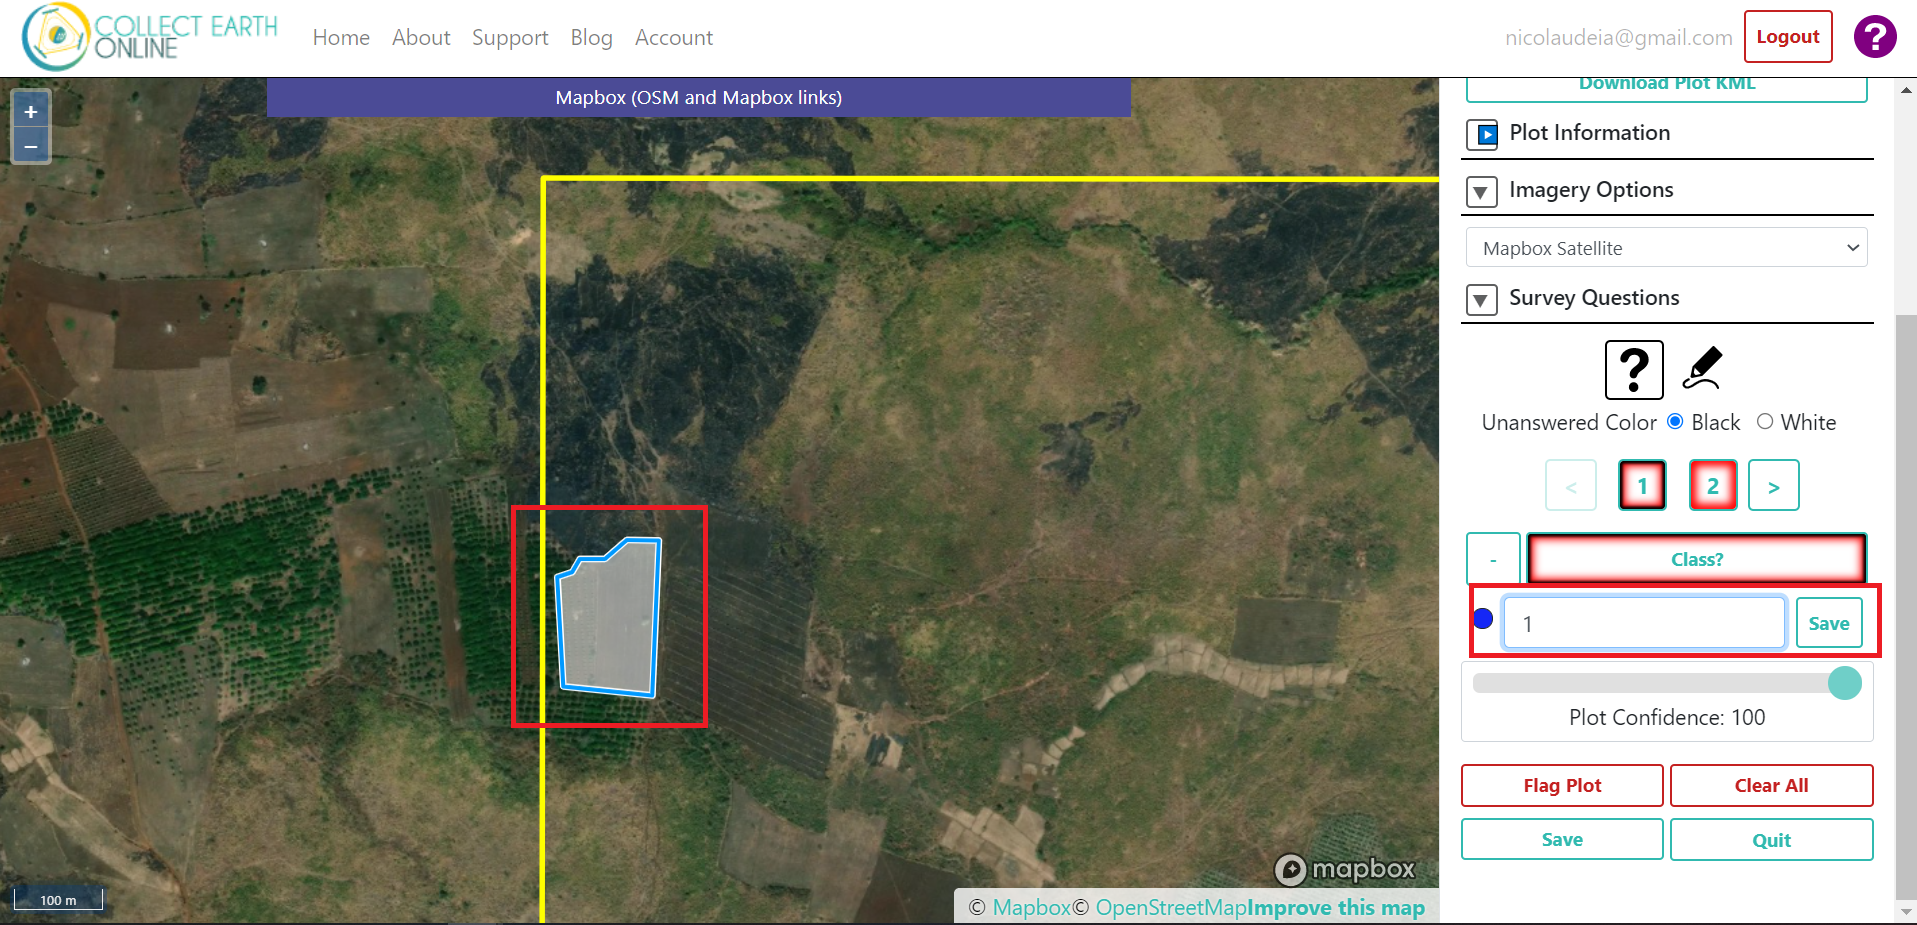 COLLECT EARTH
ONLINE
Home About Support Blog Account
nicolaudeia@gmail.com
Logout
?
Mapbox (OSM and Mapbox links)
+
–
Download Plot KML
Plot Information
Imagery Options
Mapbox Satellite
Survey Questions
?
Unanswered Color Black White
< 1 2 >
- Class?
1 Save
Plot Confidence: 100
Flag Plot Clear All
Save Quit
mapbox
100 m
© Mapbox© OpenStreetMapImprove this map